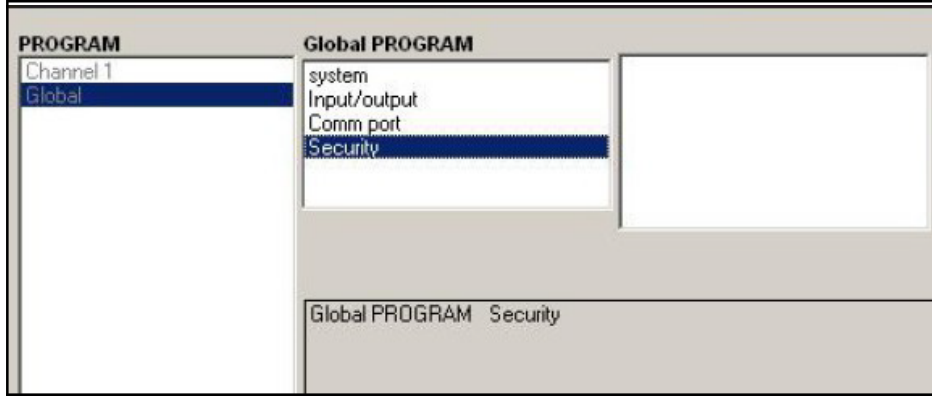 PROGRAM
Channel 1
Global
Global PROGRAM
system
Input/output
Comm port
Security
Global PROGRAM Security